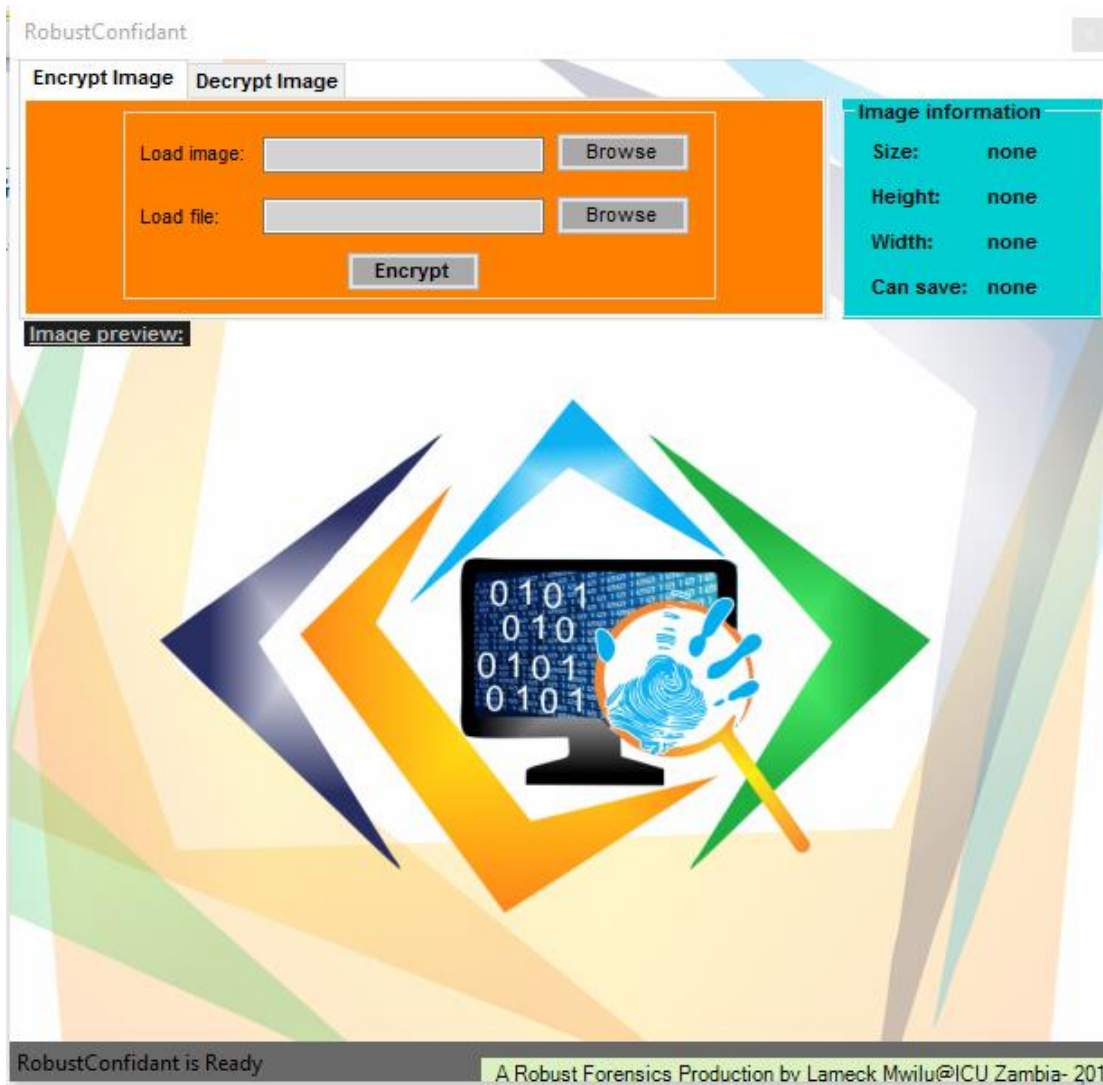 RobustConfidant
Encrypt Image Decrypt Image
Image information
Load image: Browse
Size: none
Height: none
Load file: Browse
Width: none
Encrypt
Can save: none
Image preview:
0101
010
0101
0101
RobustConfidant is Ready
A Robust Forensics Production by Lameck Mwilu@ICU Zambia- 201